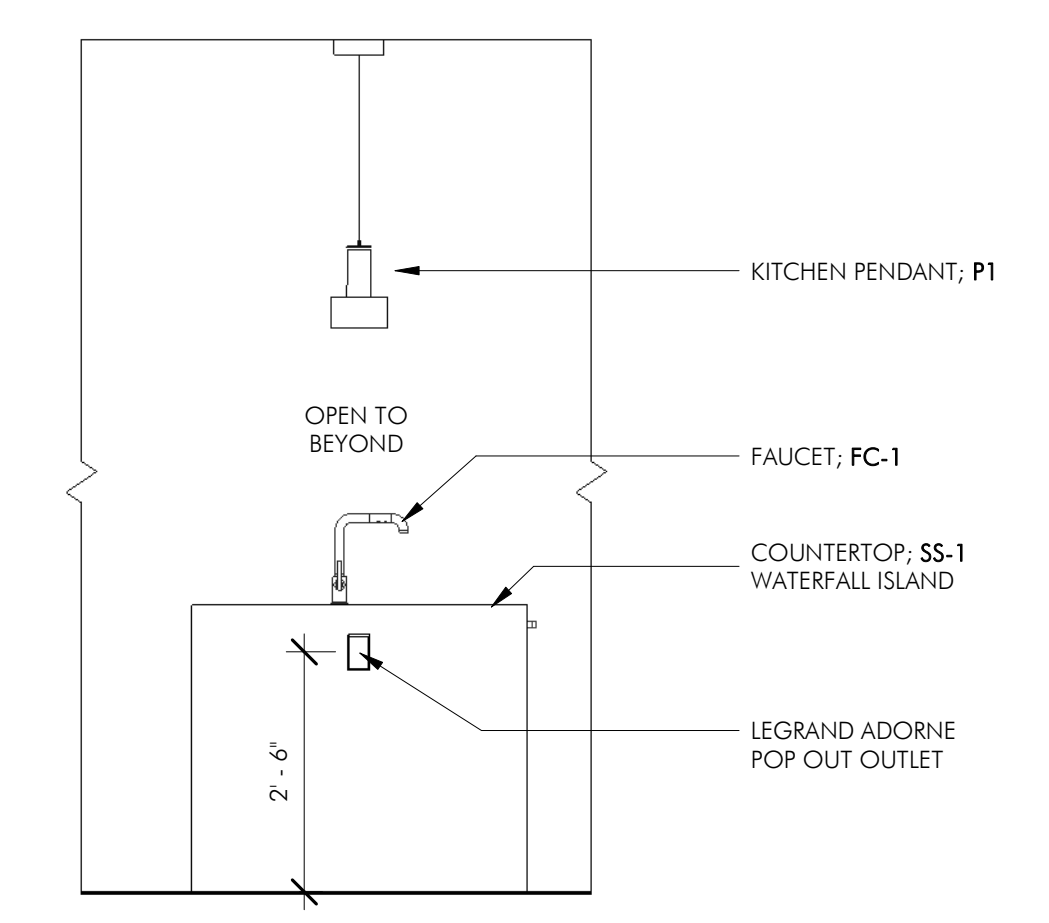 KITCHEN PENDANT; P1
OPEN TO
BEYOND
FAUCET; FC-1
COUNTERTOP; SS-1
WATERFALL ISLAND
LEGRAND ADORNE
POP OUT OUTLET
2' - 6"